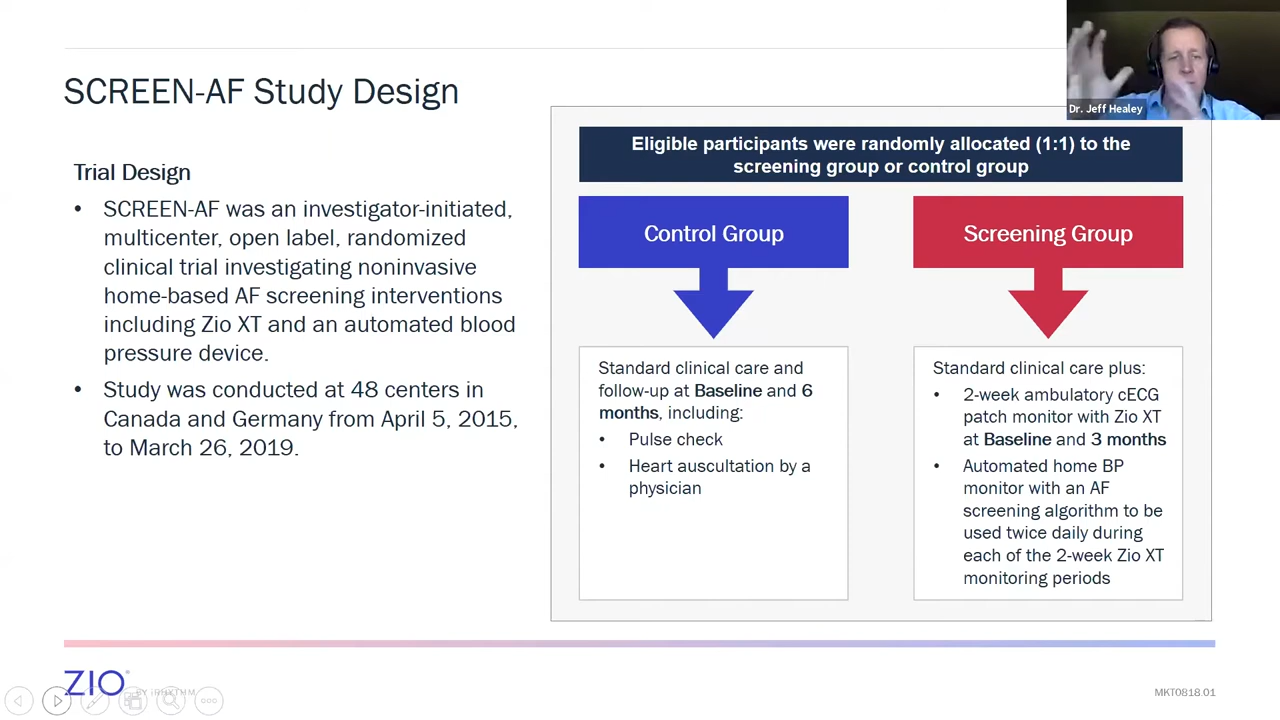 SCREEN-AF Study Design
Dr. Jeff Healey
Trial Design
• SCREEN-AF was an investigator-initiated,
multicenter, open label, randomized
clinical trial investigating noninvasive
home-based AF screening interventions
including Zio XT and an automated blood
pressure device.
• Study was conducted at 48 centers in
Canada and Germany from April 5, 2015,
to March 26, 2019.
Eligible participants were randomly allocated (1:1) to the
screening group or control group
Control Group
Standard clinical care and
follow-up at Baseline and 6
months, including:
• Pulse check
• Heart auscultation by a
physician
Screening Group
Standard clinical care plus:
• 2-week ambulatory cECG
patch monitor with Zio XT
at Baseline and 3 months
• Automated home BP
monitor with an AF
screening algorithm to be
used twice daily during
each of the 2-week Zio XT
monitoring periods
ZIO®
BY iRHYTHM
MKT0818.01